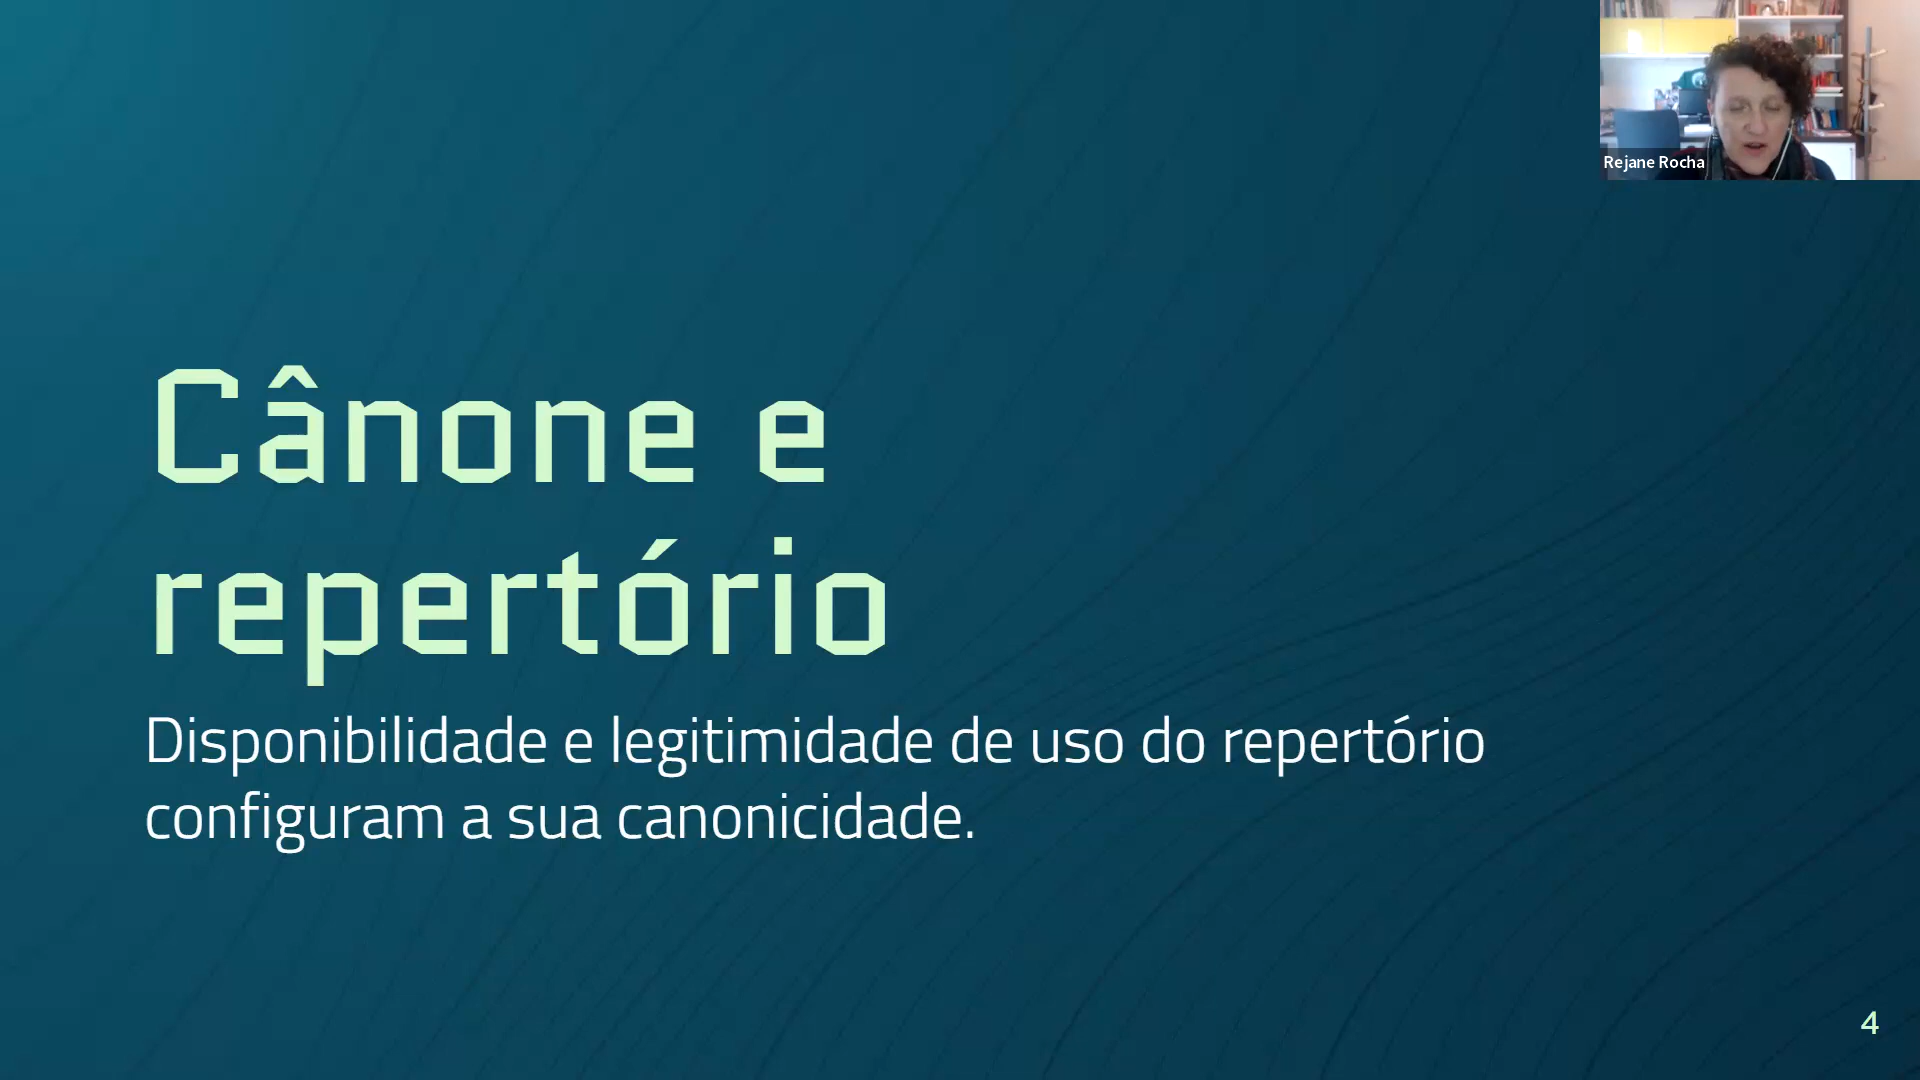 Rejane Rocha
Cânone e
repertório
Disponibilidade e legitimidade de uso do repertório
configuram a sua canonicidade.
4